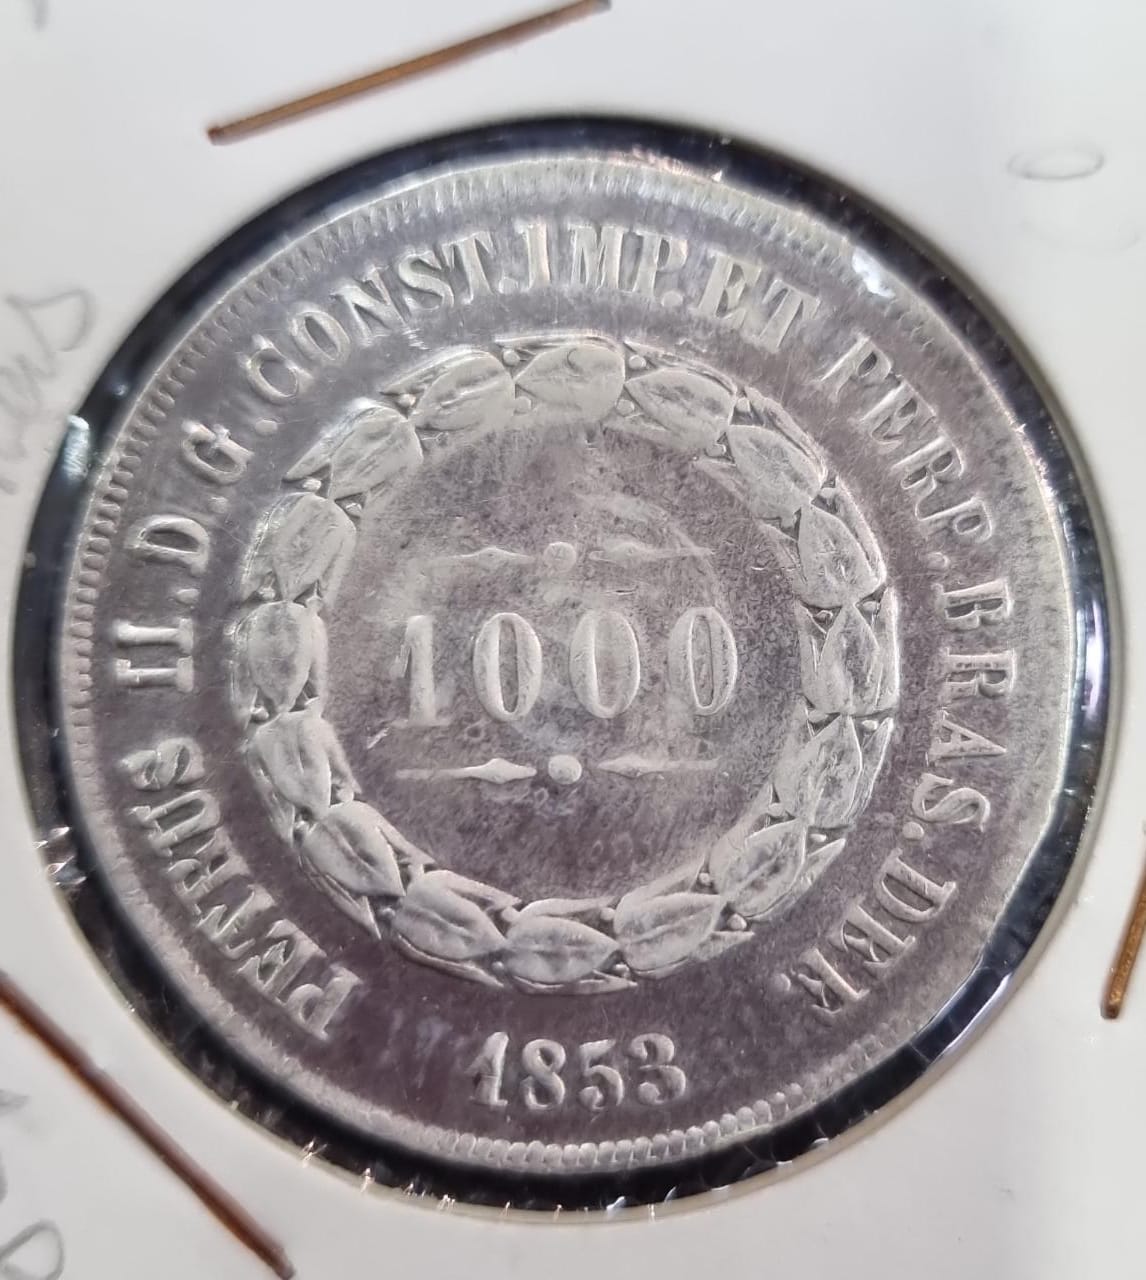 PETRUS II.D.G.CONST.IMP.ET PERP.BRAS.DEF
1000
1853